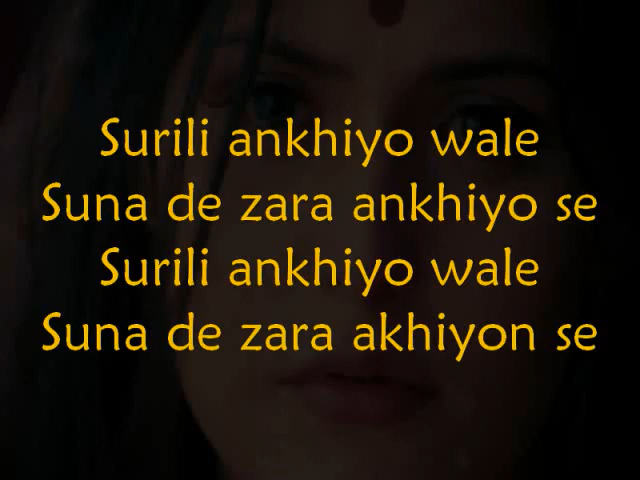 Surili ankhiyo wale
Suna de zara ankhiyo se
Surili ankhiyo wale
Suna de zara akhiyon se